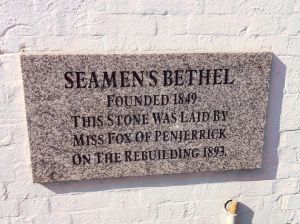 SEAMEN'S BETHEL
FOUNDED 1849
THIS STONE WAS LAID BY
MISS FOX OF PENJERRICK
ON THE REBUILDING 1893.